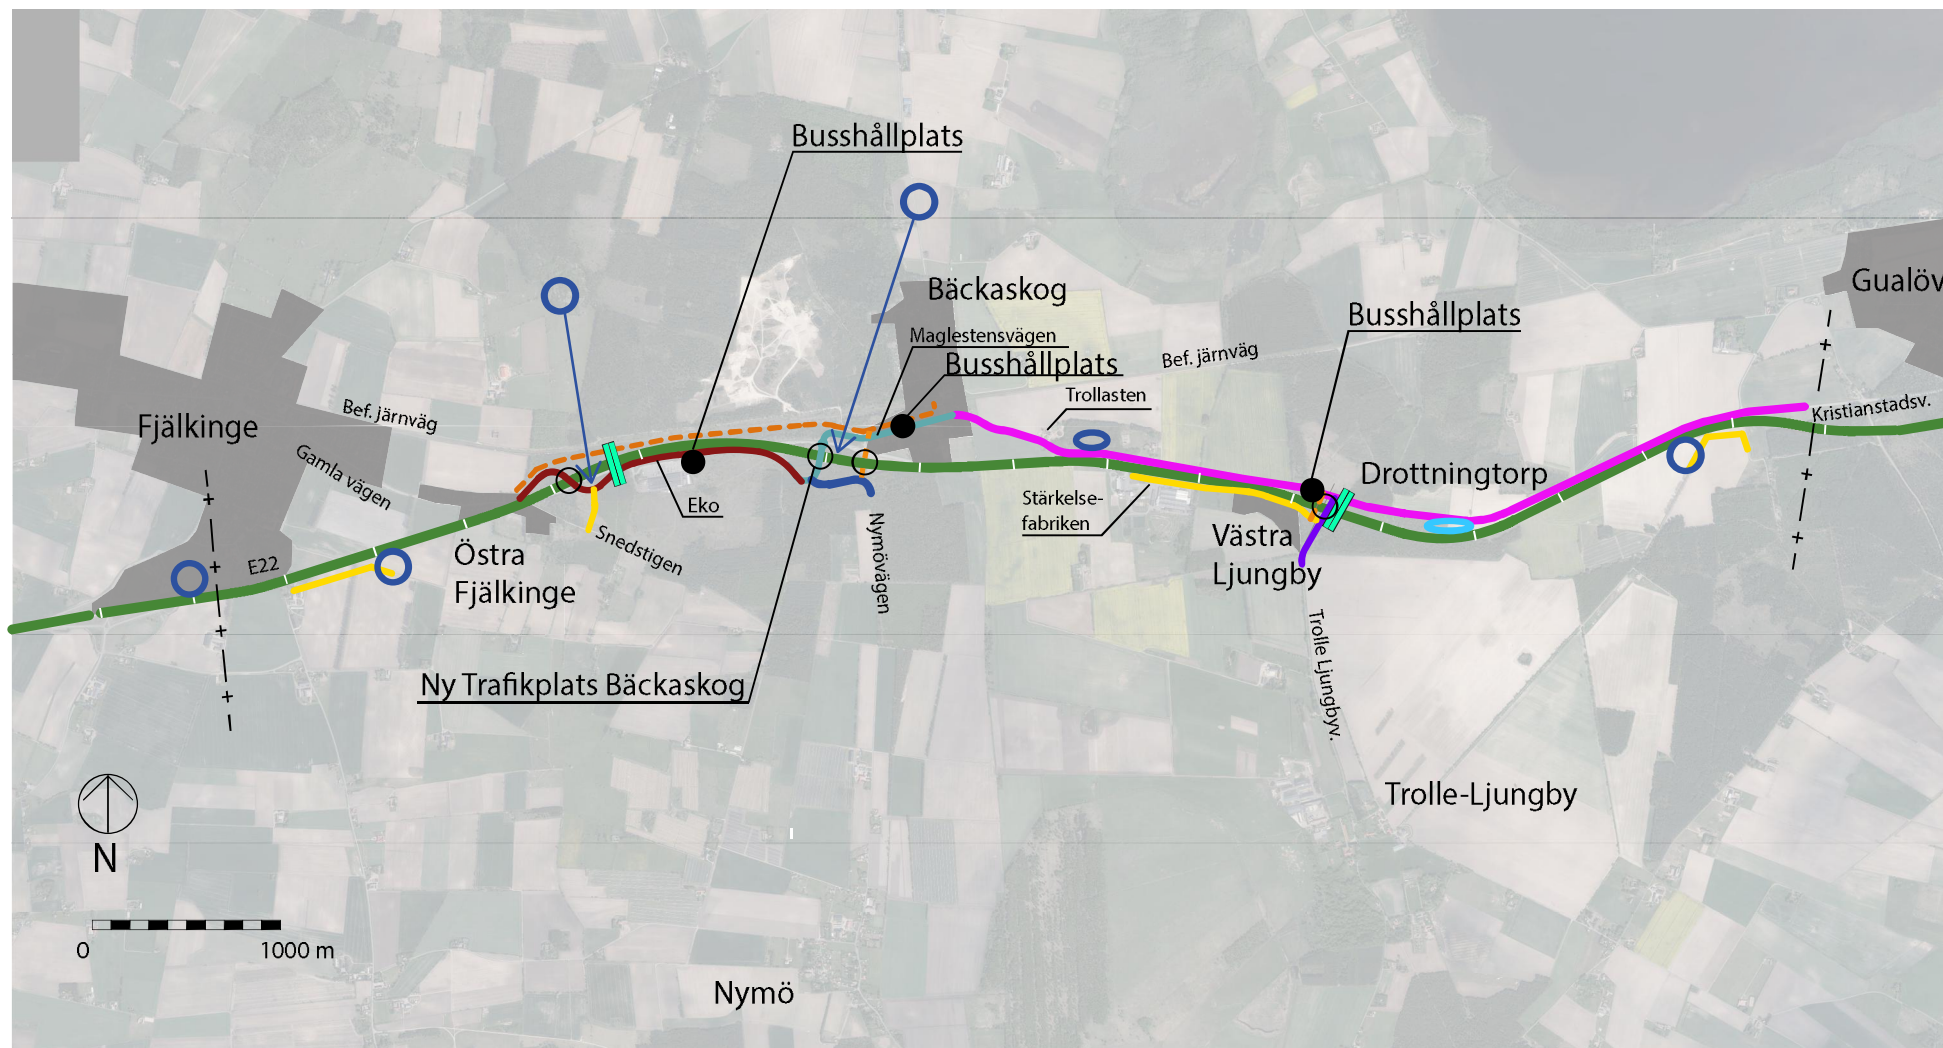 Busshållplats
Bäckaskog
Gualöv
Busshållplats
Maglestensvägen
Busshållplats
Bef. järnväg
Trollasten
Bef. järnväg
Fjälkinge
Kristianstadsv.
Gamla vägen
Drottningtorp
Eko
Stärkelse-
fabriken
Snedstigen
Nymövägen
Västra
Ljungby
Östra
Fjälkinge
E22
Trolle Ljungbyv.
Ny Trafikplats Bäckaskog
Trolle-Ljungby
N
0
1000 m
Nymö